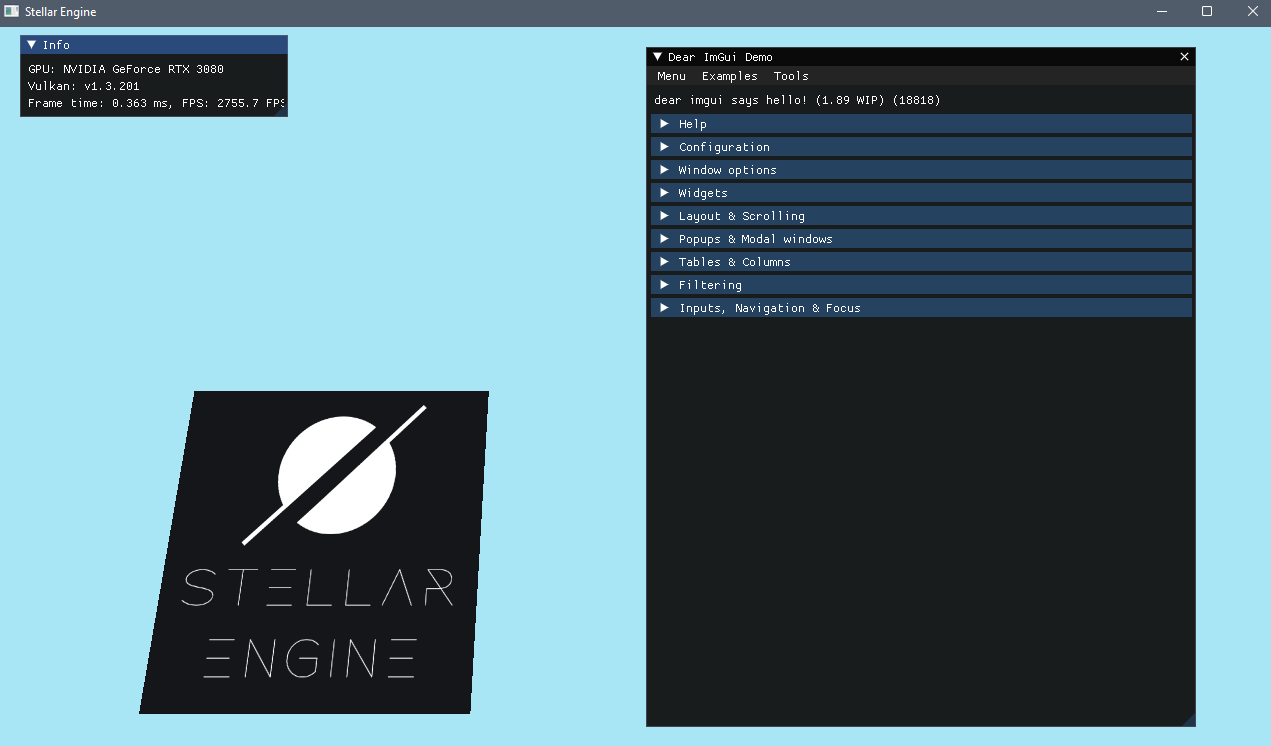 Stellar Engine
Info
GPU: NVIDIA GeForce RTX 3080
Vulkan: v1.3.201
Frame time: 0.363 ms, FPS: 2755.7 FPS
Dear ImGui Demo
Menu Examples Tools
dear imgui says hello! (1.89 WIP) (18818)
Help
Configuration
Window options
Widgets
Layout & Scrolling
Popups & Modal windows
Tables & Columns
Filtering
Inputs, Navigation & Focus
STELLAR
ENGINE